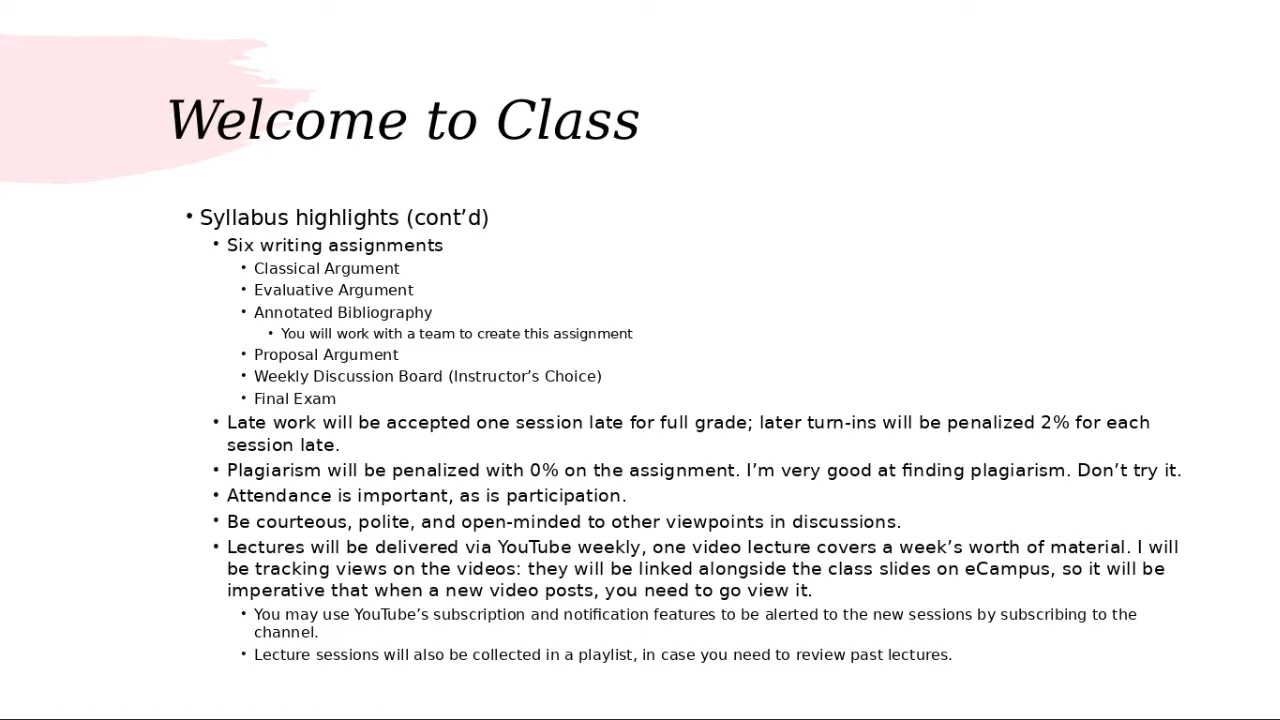 Welcome to Class
• Syllabus highlights (cont’d)
• Six writing assignments
• Classical Argument
• Evaluative Argument
• Annotated Bibliography
• You will work with a team to create this assignment
• Proposal Argument
• Weekly Discussion Board (Instructor’s Choice)
• Final Exam
• Late work will be accepted one session late for full grade; later turn-ins will be penalized 2% for each
session late.
• Plagiarism will be penalized with 0% on the assignment. I’m very good at finding plagiarism. Don’t try it.
• Attendance is important, as is participation.
• Be courteous, polite, and open-minded to other viewpoints in discussions.
• Lectures will be delivered via YouTube weekly, one video lecture covers a week’s worth of material. I will
be tracking views on the videos: they will be linked alongside the class slides on eCampus, so it will be
imperative that when a new video posts, you need to go view it.
• You may use YouTube’s subscription and notification features to be alerted to the new sessions by subscribing to the
channel.
• Lecture sessions will also be collected in a playlist, in case you need to review past lectures.